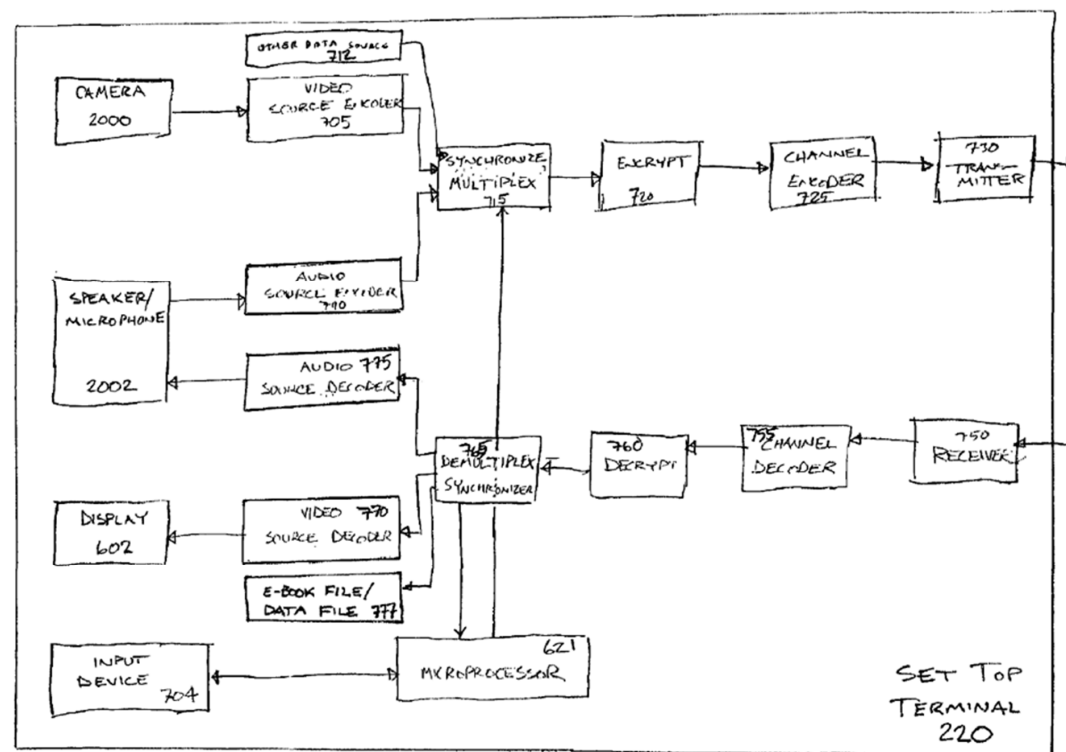 OTHER DATA SOURCE
712
CAMERA
2000
VIDEO
SOURCE ENCODER
705
SYNCHRONIZE
MULTIPLEX
715
ENCRYPT
720
CHANNEL
ENCODER
725
730
TRANS-
MITTER
SPEAKER/
MICROPHONE
2002
AUDIO
SOURCE ENCODER
710
AUDIO 775
SOURCE DECODER
765
DEMULTIPLEX
SYNCHRONIZER
760
DECRYPT
755
CHANNEL
DECODER
750
RECEIVER
DISPLAY
602
VIDEO 770
SOURCE DECODER
E-BOOK FILE/
DATA FILE 777
INPUT
DEVICE
704
621
MICROPROCESSOR
SET TOP
TERMINAL
220